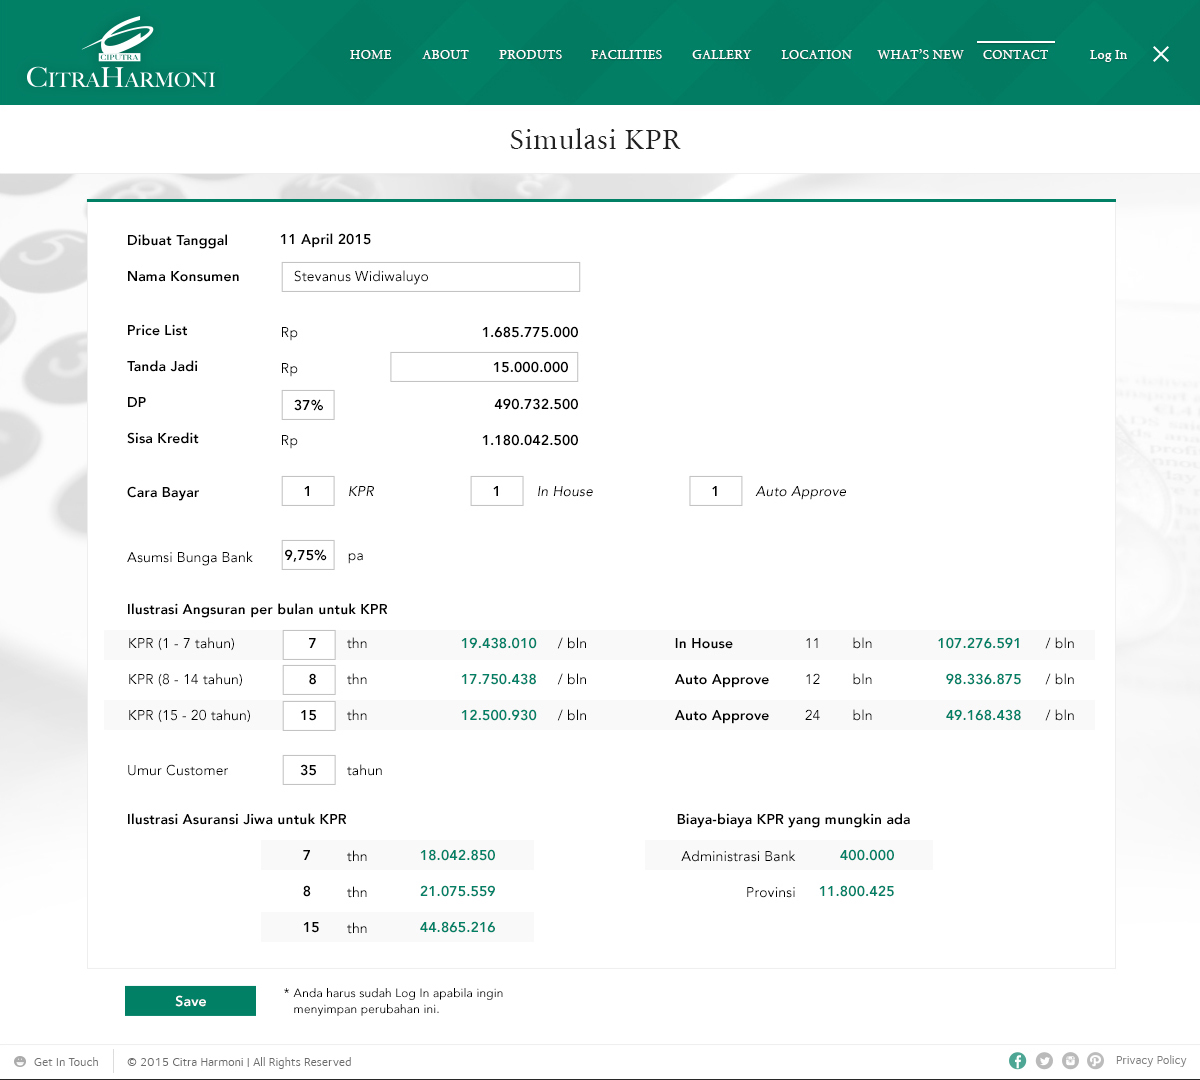 CIPUTRA
CITRAHARMONI
HOME ABOUT PRODUTS FACILITIES GALLERY LOCATION WHAT'S NEW CONTACT Log In
Simulasi KPR
Dibuat Tanggal 11 April 2015
Nama Konsumen Stevanus Widiwaluyo
Price List Rp 1.685.775.000
Tanda Jadi Rp 15.000.000
DP 37% 490.732.500
Sisa Kredit Rp 1.180.042.500
Cara Bayar 1 KPR 1 In House 1 Auto Approve
Asumsi Bunga Bank 9,75% pa
Ilustrasi Angsuran per bulan untuk KPR
KPR (1 - 7 tahun) 7 thn 19.438.010 / bln In House 11 bln 107.276.591 / bln
KPR (8 - 14 tahun) 8 thn 17.750.438 / bln Auto Approve 12 bln 98.336.875 / bln
KPR (15 - 20 tahun) 15 thn 12.500.930 / bln Auto Approve 24 bln 49.168.438 / bln
Umur Customer 35 tahun
Ilustrasi Asuransi Jiwa untuk KPR Biaya-biaya KPR yang mungkin ada
7 thn 18.042.850 Administrasi Bank 400.000
8 thn 21.075.559 Provinsi 11.800.425
15 thn 44.865.216
Save * Anda harus sudah Log In apabila ingin
menyimpan perubahan ini.
Get In Touch © 2015 Citra Harmoni | All Rights Reserved Privacy Policy